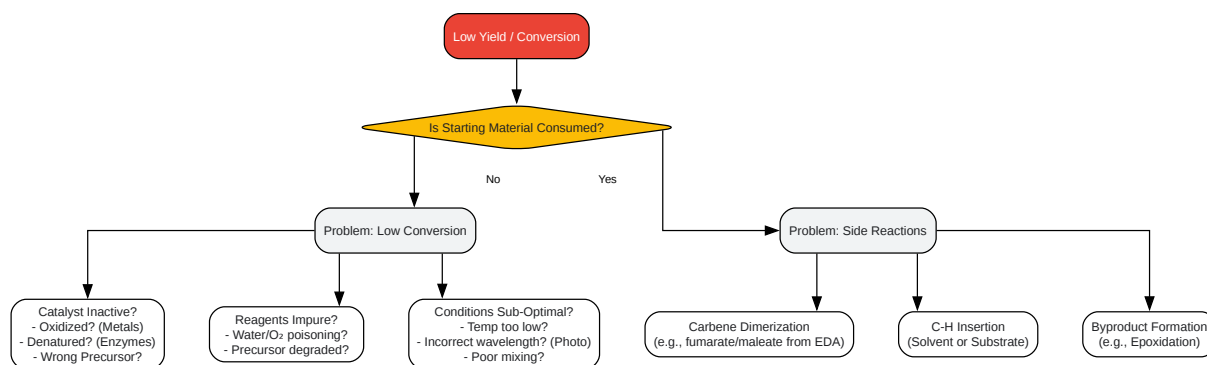 Low Yield / Conversion
Is Starting Material Consumed?
No
Yes
Problem: Low Conversion
Problem: Side Reactions
Catalyst Inactive?
- Oxidized? (Metals)
- Denatured? (Enzymes)
- Wrong Precursor?
Reagents Impure?
- Water/O₂ poisoning?
- Precursor degraded?
Conditions Sub-Optimal?
- Temp too low?
- Incorrect wavelength? (Photo)
- Poor mixing?
Carbene Dimerization
(e.g., fumarate/maleate from EDA)
C-H Insertion
(Solvent or Substrate)
Byproduct Formation
(e.g., Epoxidation)